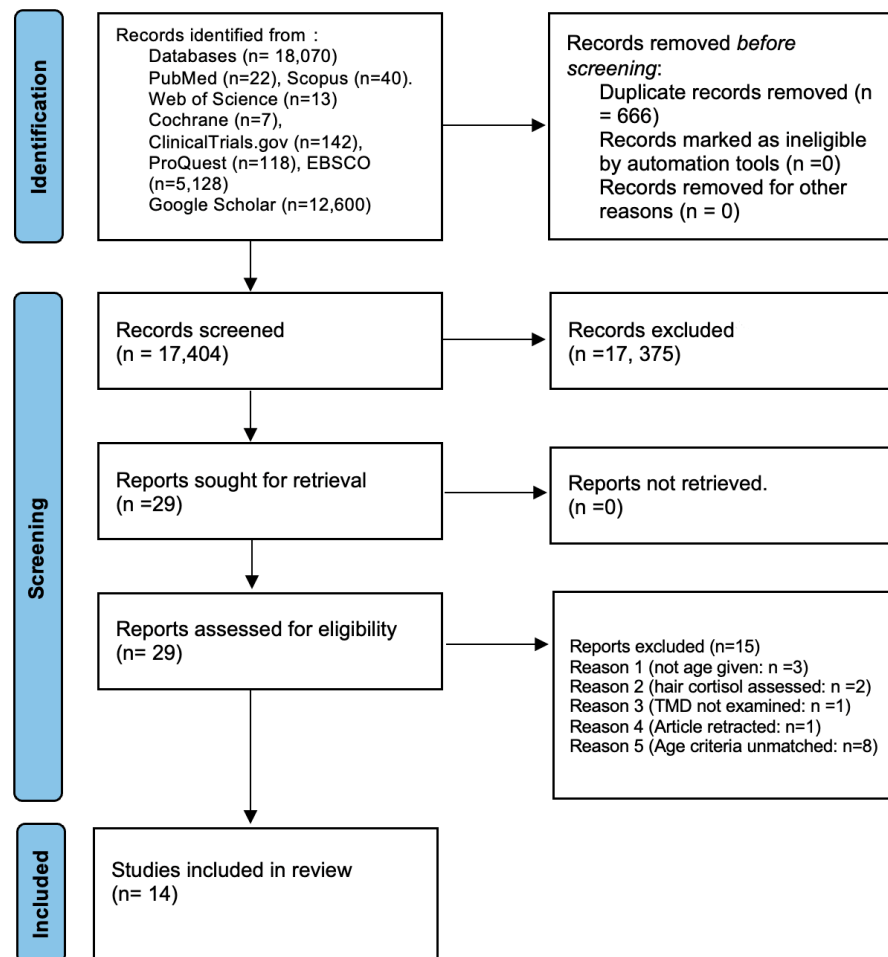 Identification
Records identified from :
Databases (n= 18,070)
PubMed (n=22), Scopus (n=40).
Web of Science (n=13)
Cochrane (n=7),
ClinicalTrials.gov (n=142),
ProQuest (n=118), EBSCO
(n=5,128)
Google Scholar (n=12,600)
Records removed before
screening:
Duplicate records removed (n
= 666)
Records marked as ineligible
by automation tools (n =0)
Records removed for other
reasons (n = 0)
Screening
Records screened
(n = 17,404)
Records excluded
(n =17, 375)
Reports sought for retrieval
(n =29)
Reports not retrieved.
(n =0)
Reports assessed for eligibility
(n= 29)
Reports excluded (n=15)
Reason 1 (not age given: n =3)
Reason 2 (hair cortisol assessed: n =2)
Reason 3 (TMD not examined: n =1)
Reason 4 (Article retracted: n=1)
Reason 5 (Age criteria unmatched: n=8)
Included
Studies included in review
(n= 14)